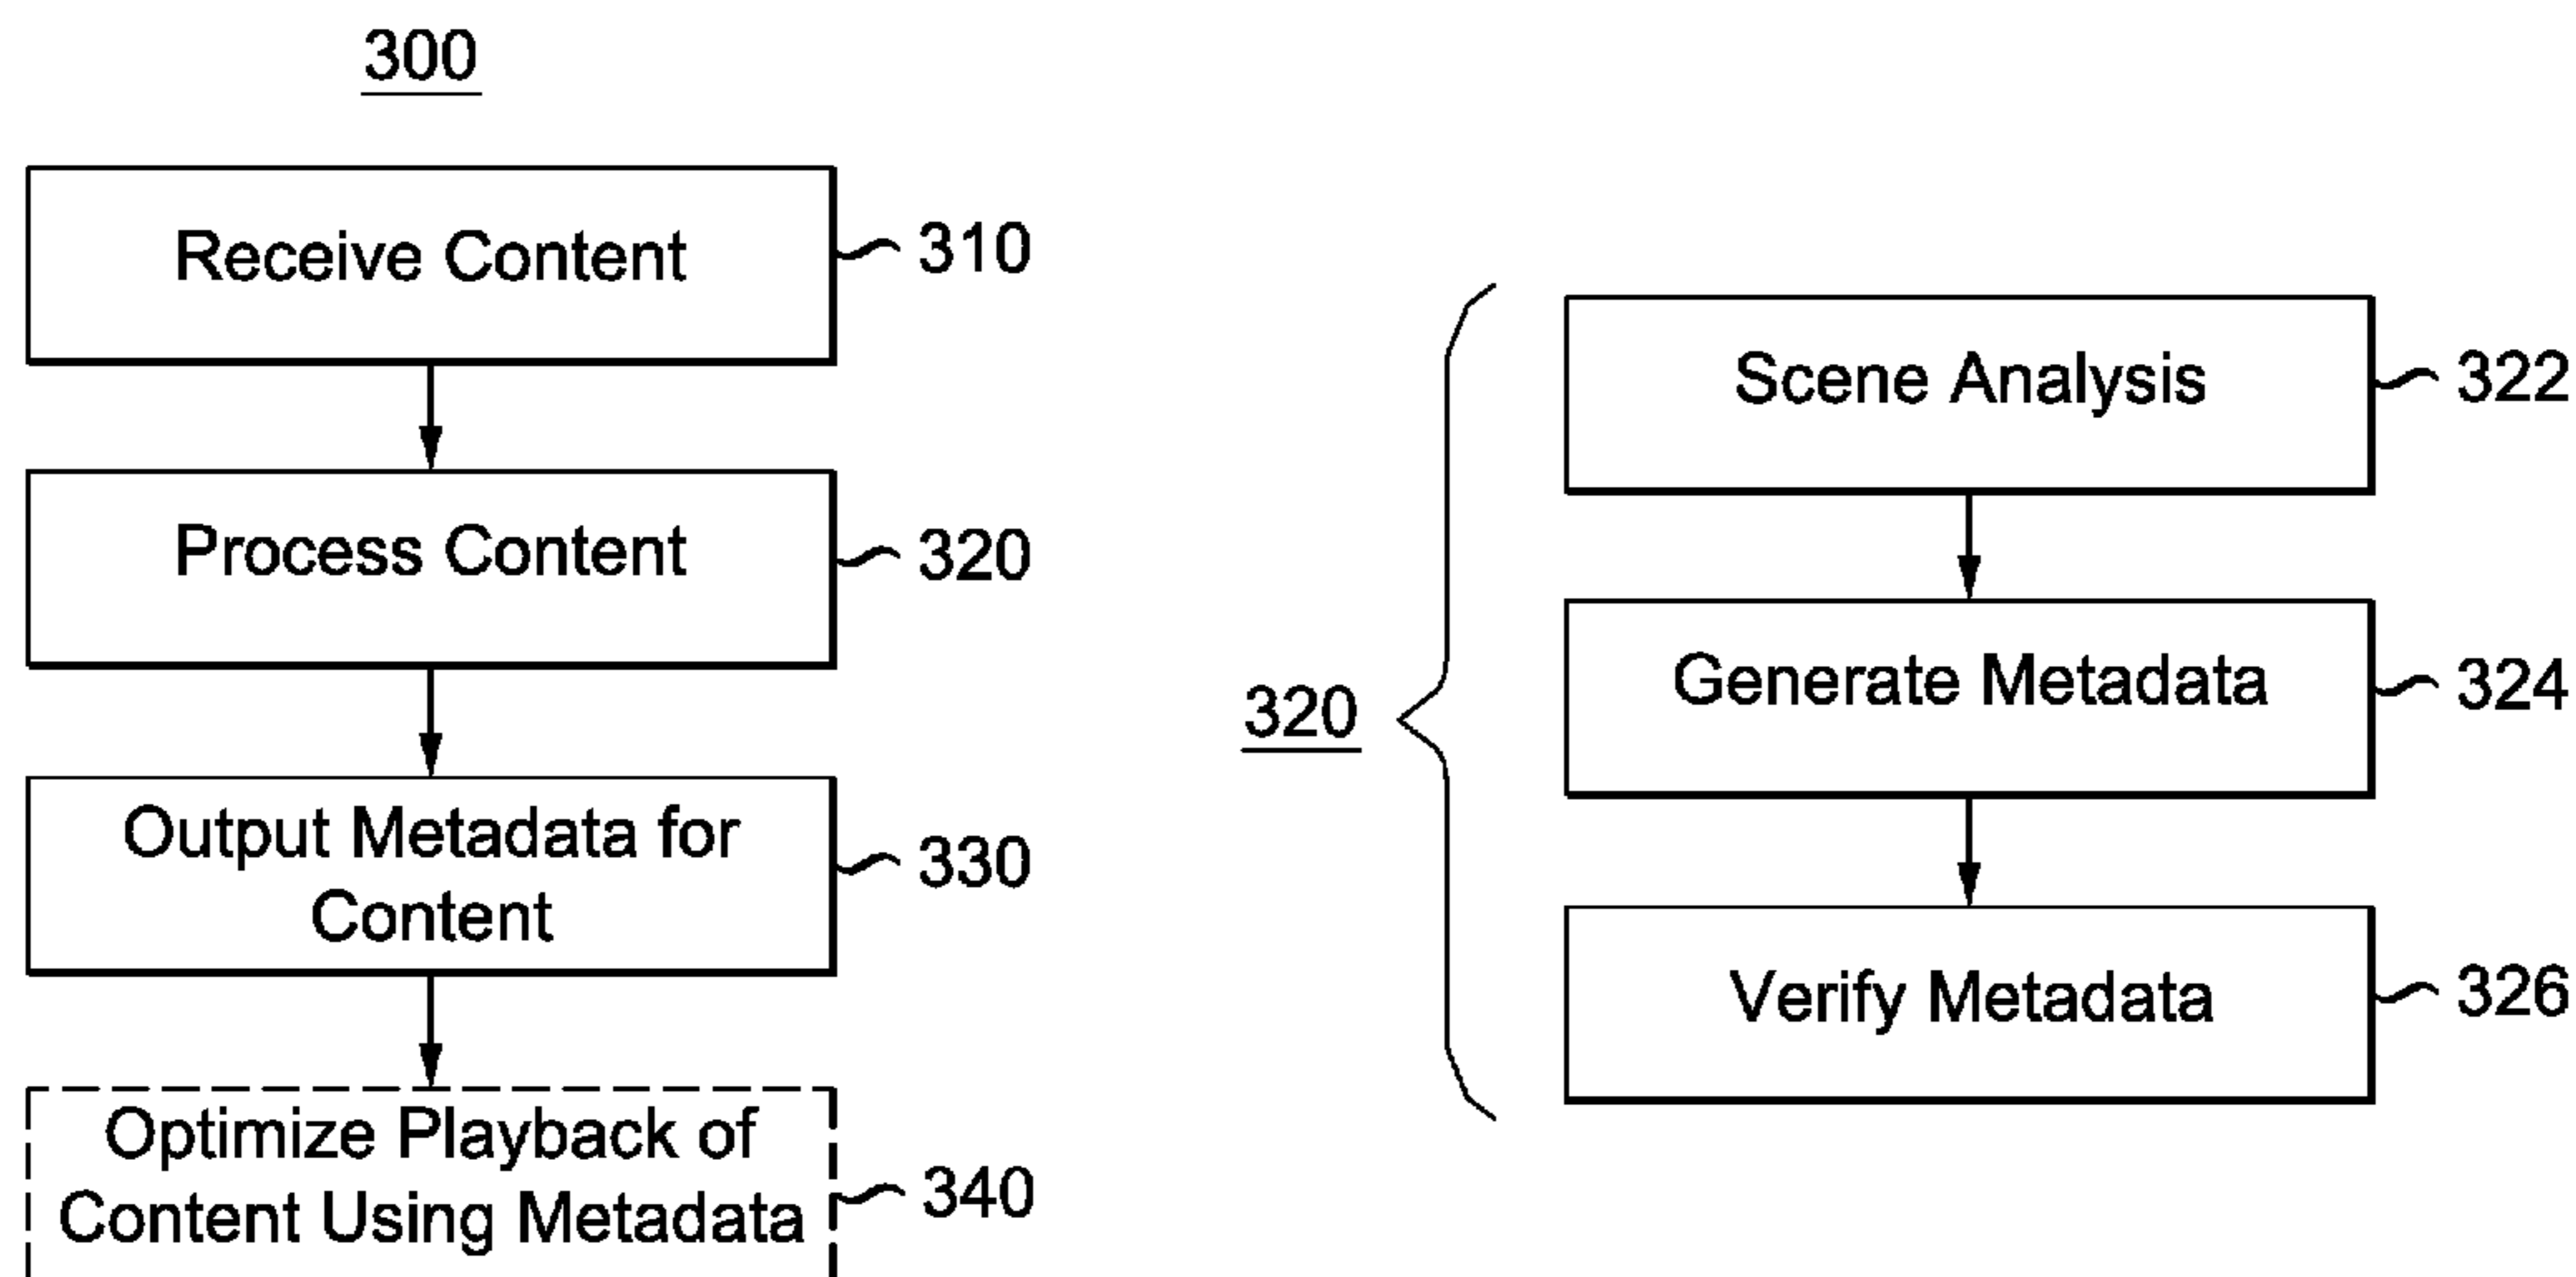 300
Receive Content
310
Process Content
320
Output Metadata for
Content
330
Optimize Playback of
Content Using Metadata
340
320
Scene Analysis
322
Generate Metadata
324
Verify Metadata
326